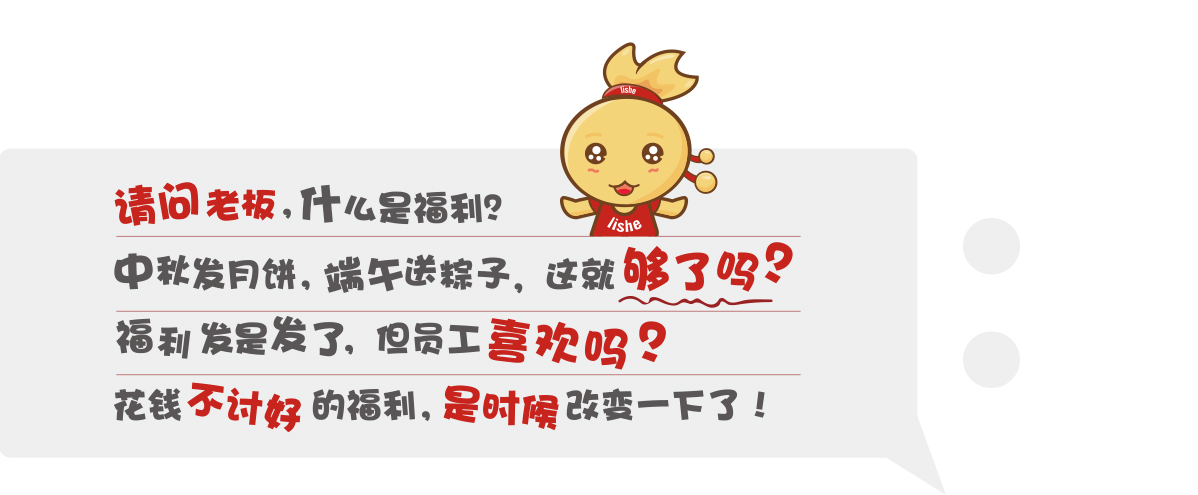 lishe
lishe
请问老板,什么是福利?
中秋发月饼,端午送粽子,这就够了吗?
福利发是发了,但员工喜欢吗?
花钱不讨好的福利,是时候改变一下了!